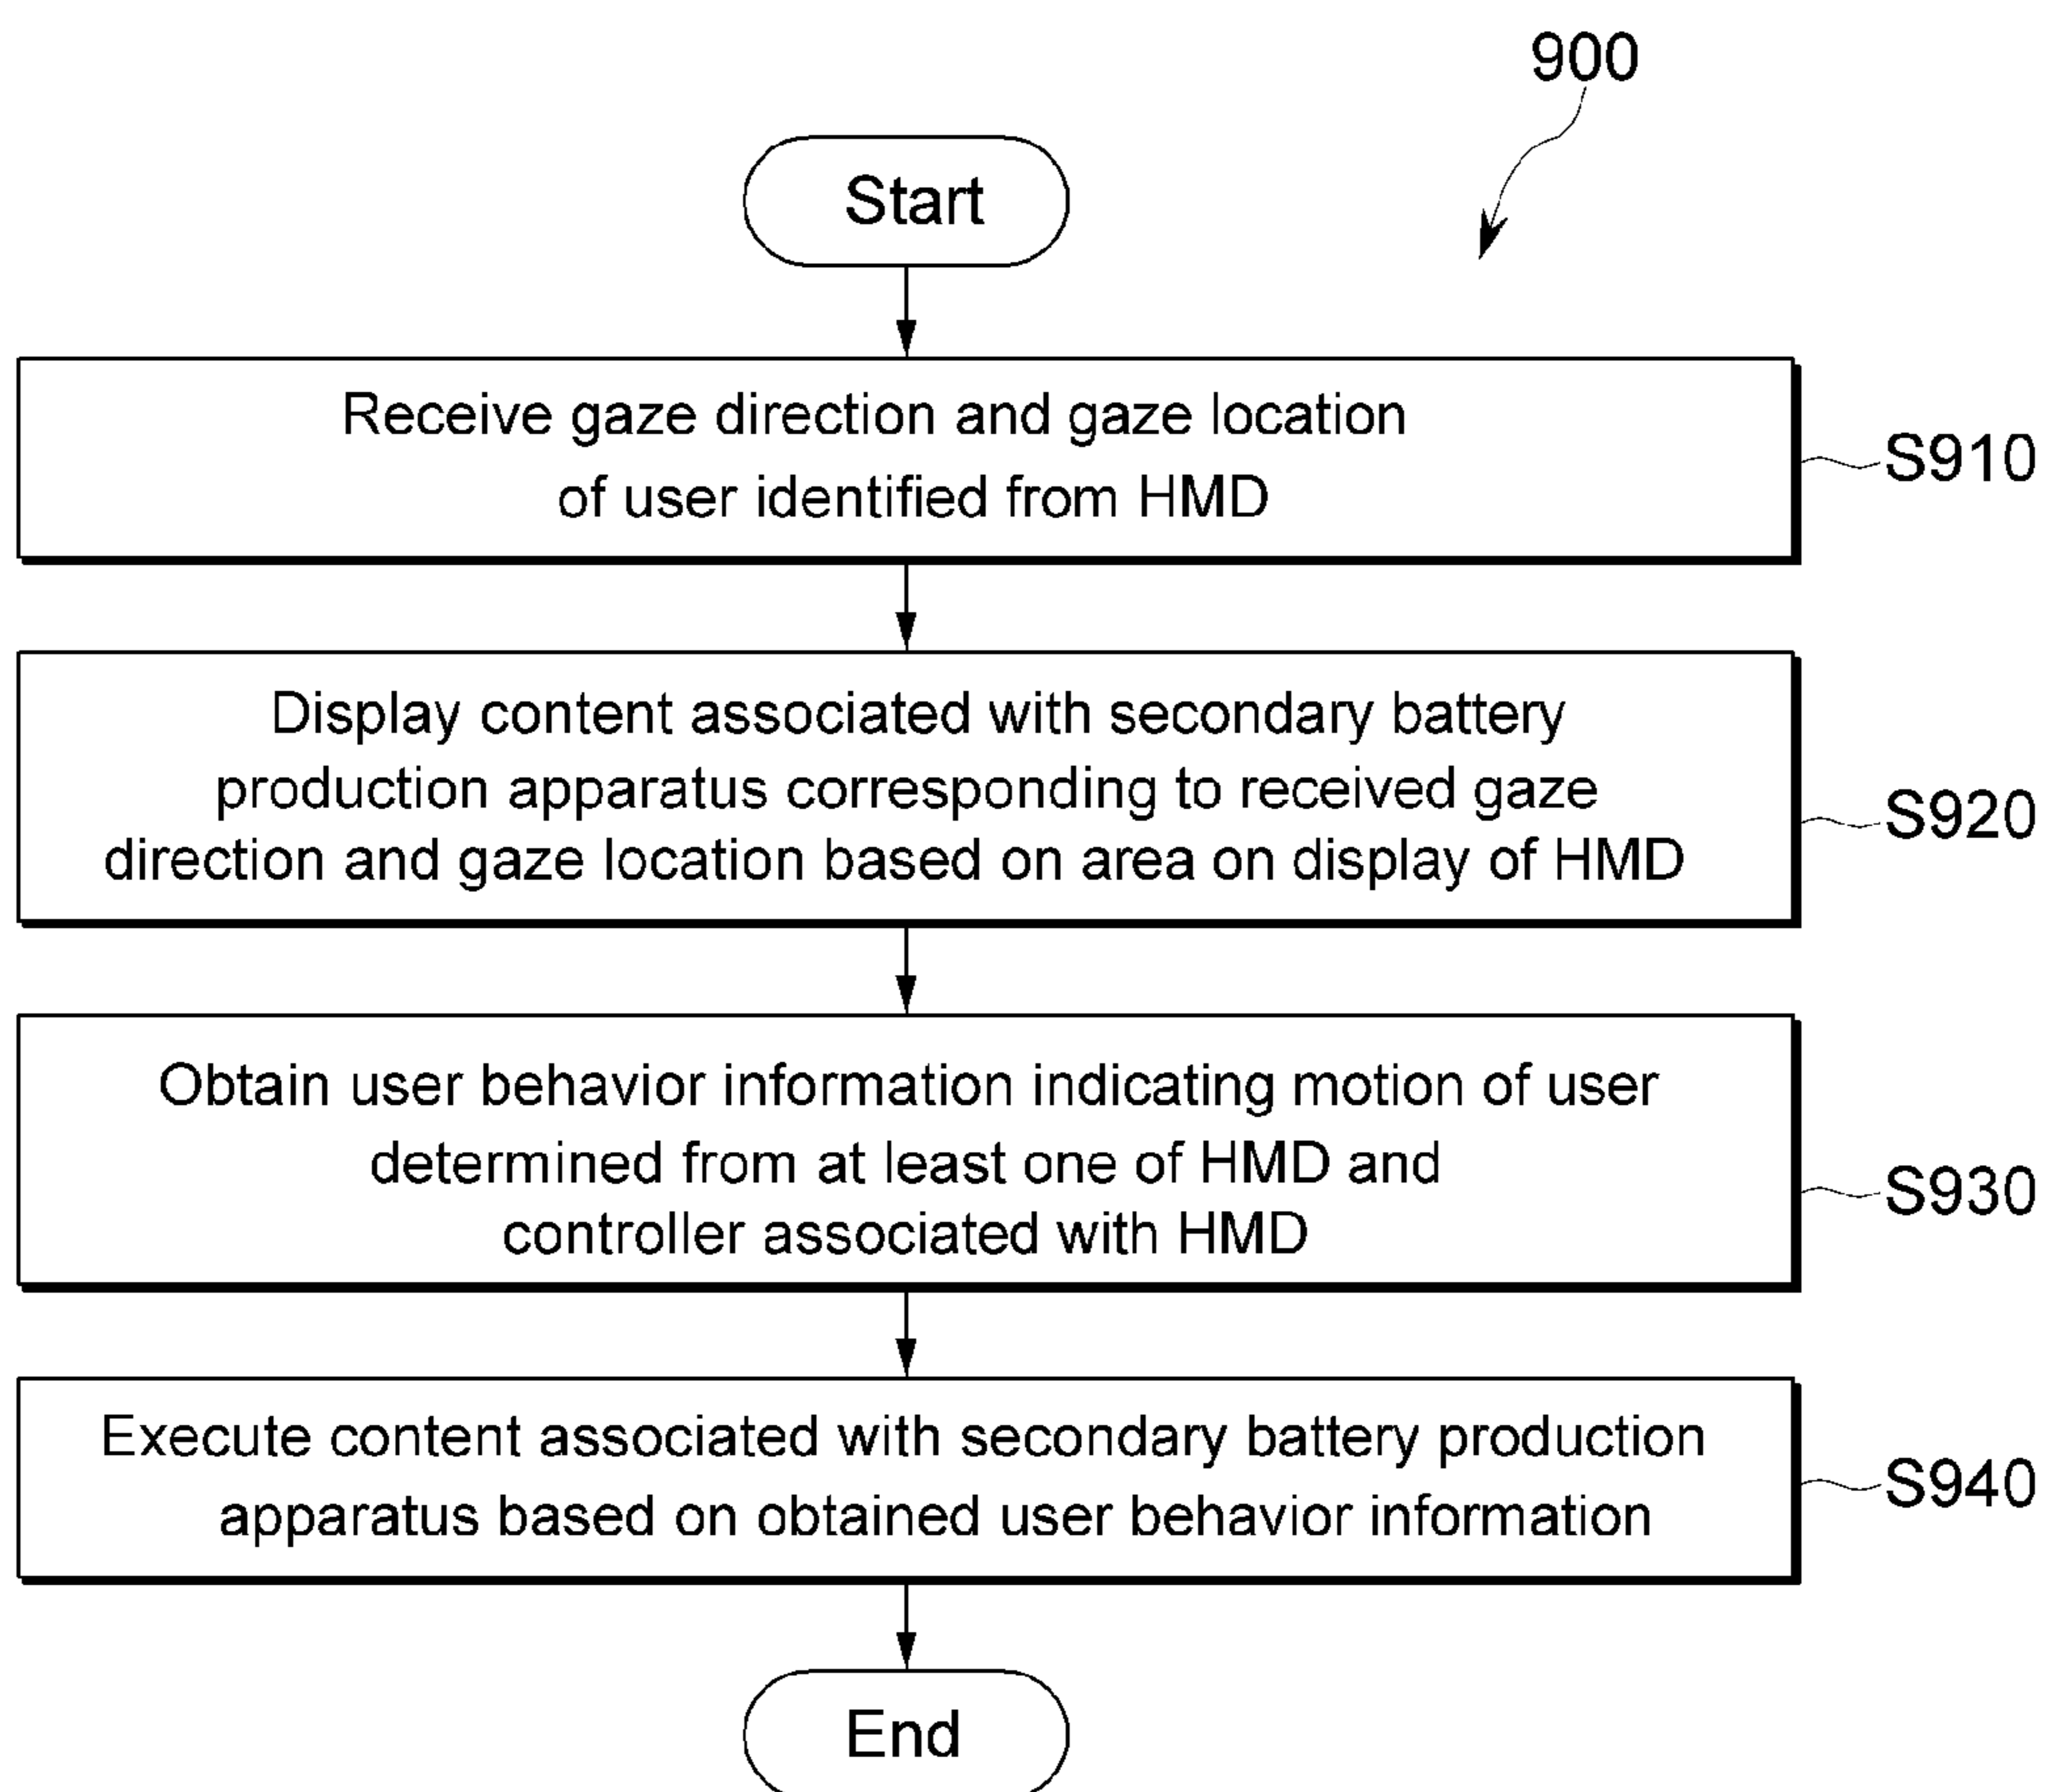 900
Start
Receive gaze direction and gaze location
of user identified from HMD
S910
Display content associated with secondary battery
production apparatus corresponding to received gaze
direction and gaze location based on area on display of HMD
S920
Obtain user behavior information indicating motion of user
determined from at least one of HMD and
controller associated with HMD
S930
Execute content associated with secondary battery production
apparatus based on obtained user behavior information
S940
End